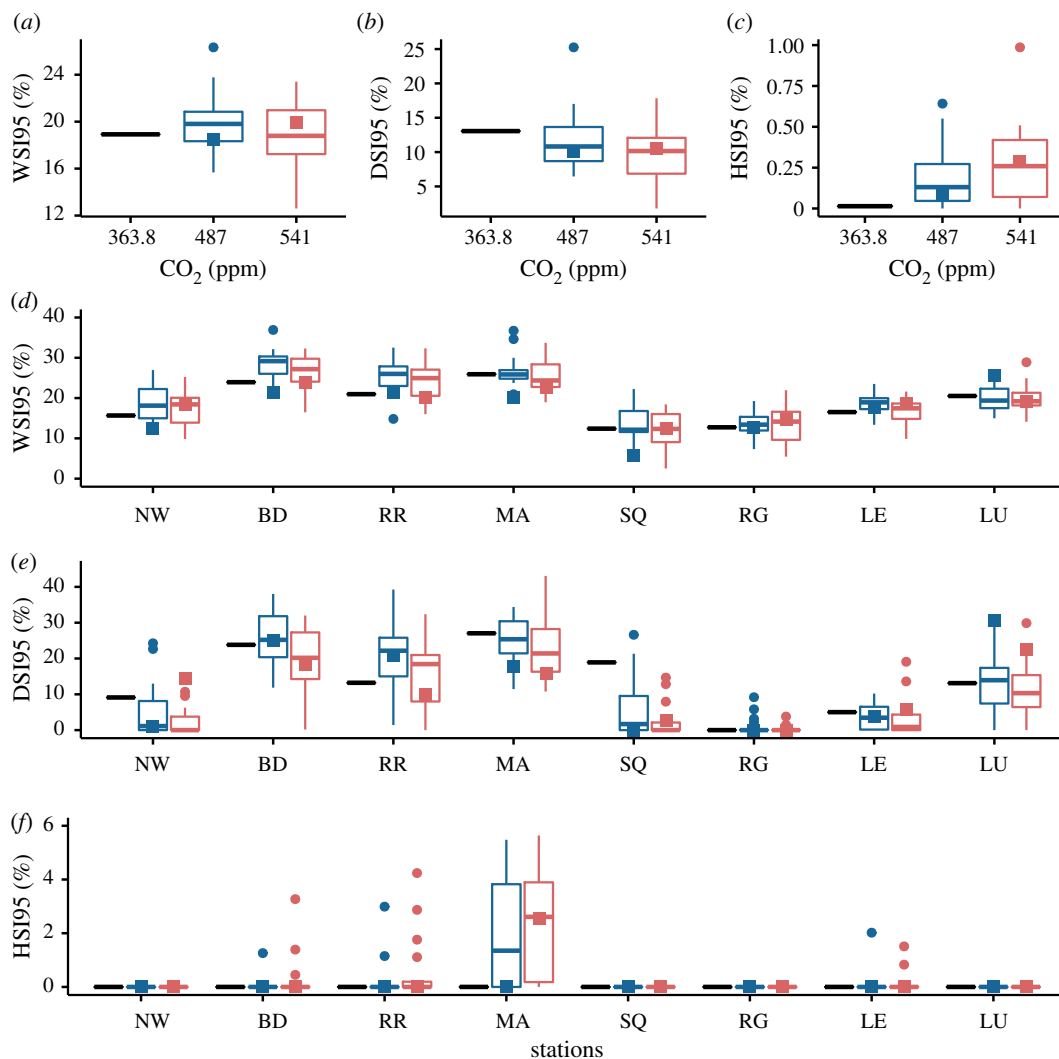 (a) (b) (c)
WSI95 (%) 24 20 16 12
363.8 487 541
CO2 (ppm)
DSI95 (%) 25 20 15 10 5
363.8 487 541
CO2 (ppm)
HSI95 (%) 1.00 0.75 0.50 0.25 0
363.8 487 541
CO2 (ppm)
(d)
WSI95 (%) 40 30 20 10 0
NW BD RR MA SQ RG LE LU
(e)
DSI95 (%) 40 30 20 10 0
NW BD RR MA SQ RG LE LU
(f)
HSI95 (%) 6 4 2 0
NW BD RR MA SQ RG LE LU
stations